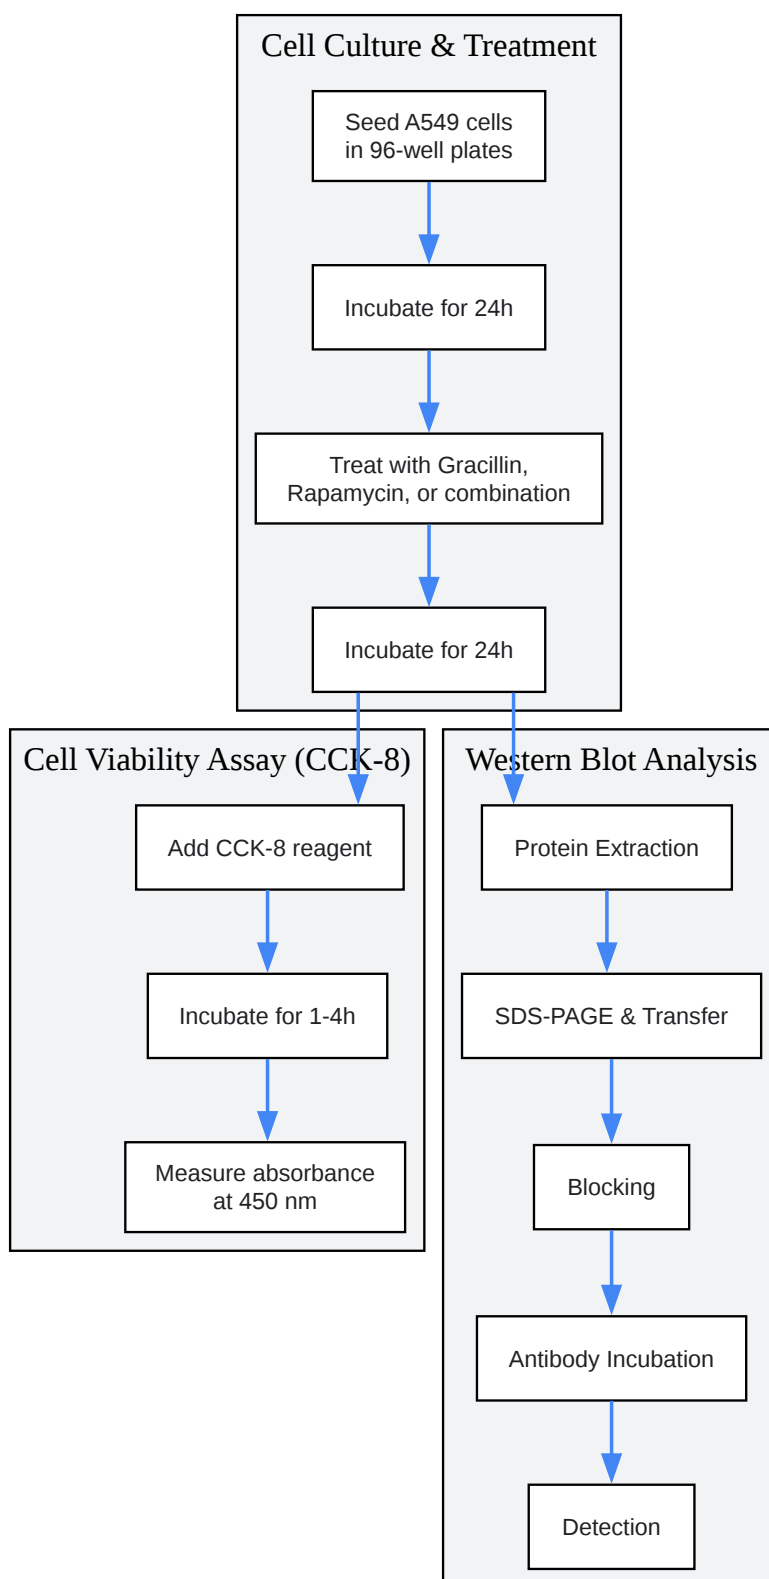 Cell Culture & Treatment
Seed A549 cells
in 96-well plates
Incubate for 24h
Treat with Gracillin,
Rapamycin, or combination
Incubate for 24h
Cell Viability Assay (CCK-8)
Add CCK-8 reagent
Incubate for 1-4h
Measure absorbance
at 450 nm
Western Blot Analysis
Protein Extraction
SDS-PAGE & Transfer
Blocking
Antibody Incubation
Detection